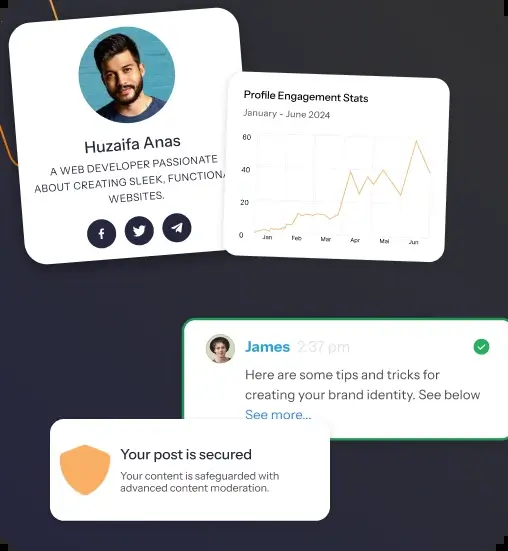 Huzaifa Anas
A WEB DEVELOPER PASSIONATE
ABOUT CREATING SLEEK, FUNCTIONA
WEBSITES.
Profile Engagement Stats
January - June 2024
60
40
20
0
Jan Feb Mar Apr Mai Jun
James 2:37 pm
Here are some tips and tricks for
creating your brand identity. See below
See more...
Your post is secured
Your content is safeguarded with
advanced content moderation.